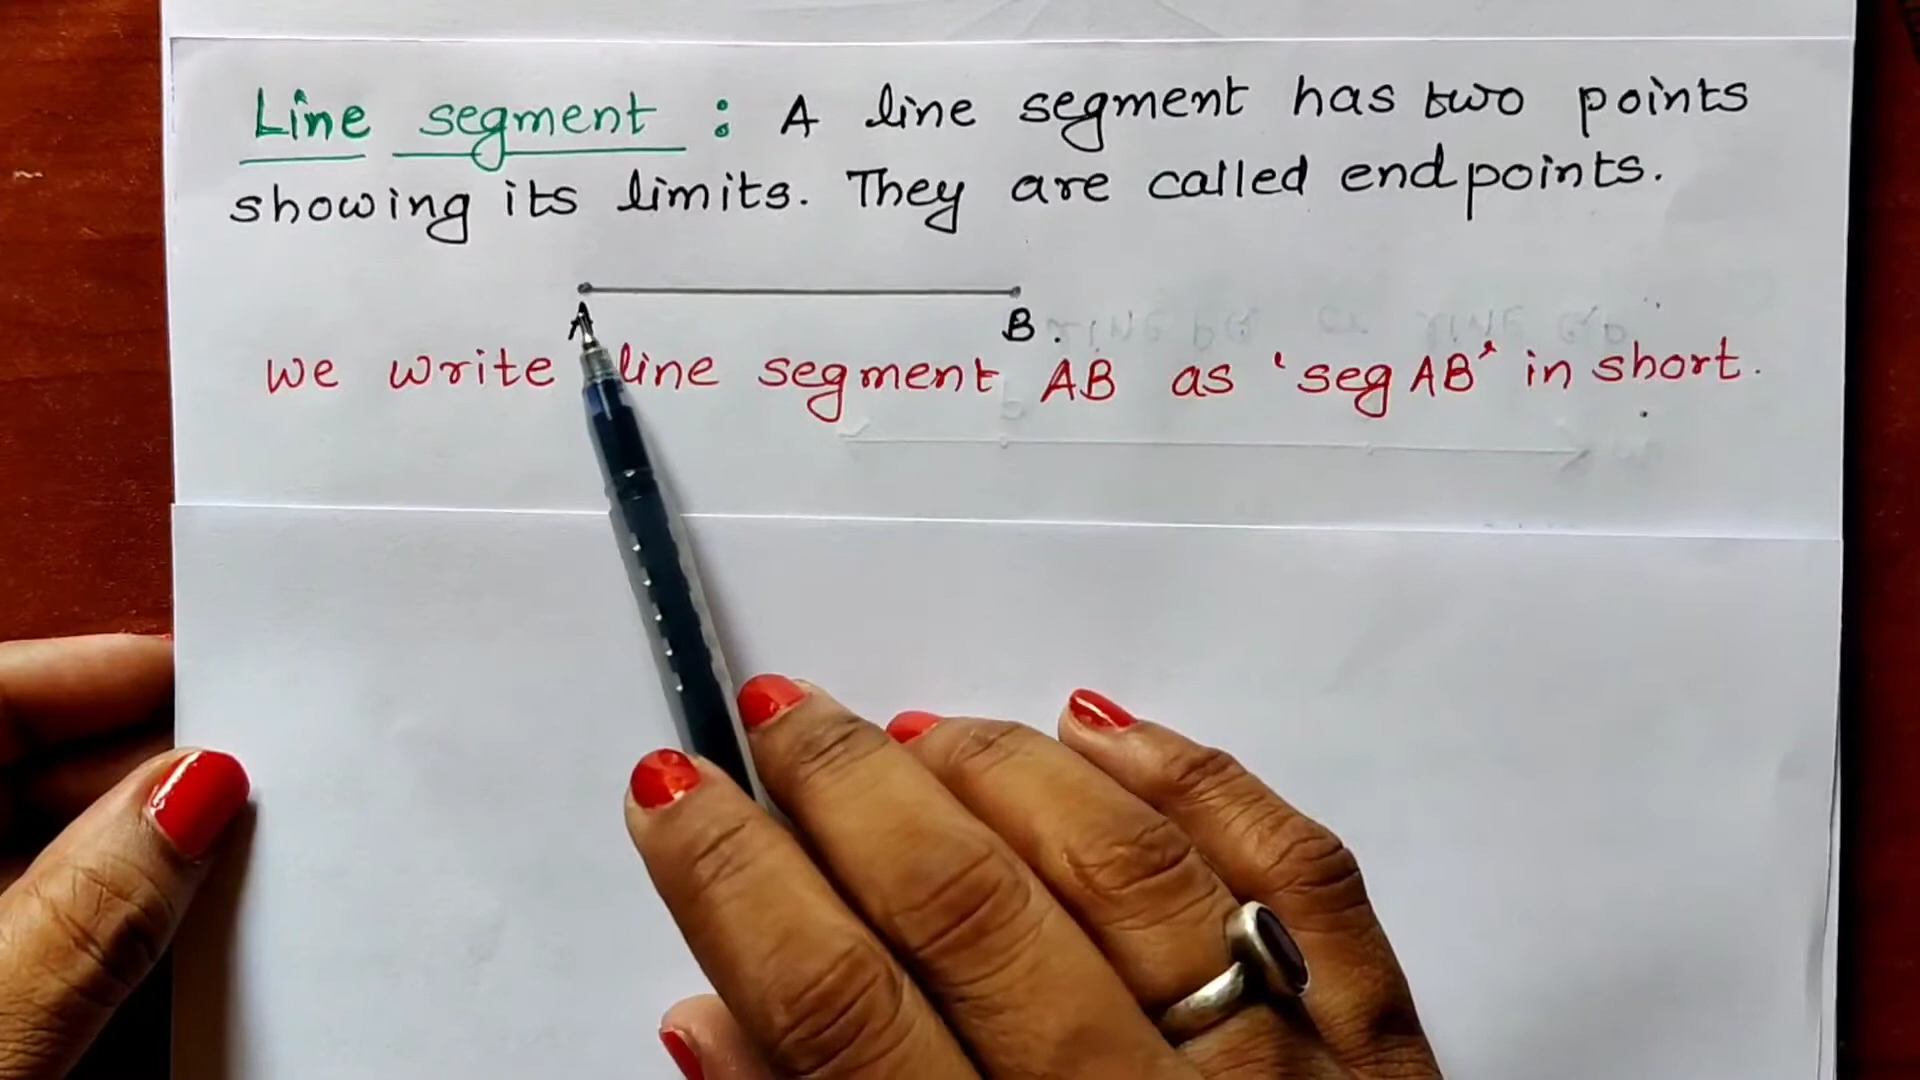 Line segment : A line segment has two points
showing its limits. They are called endpoints.
A B.
We write line segment AB as 'seg AB' in short.